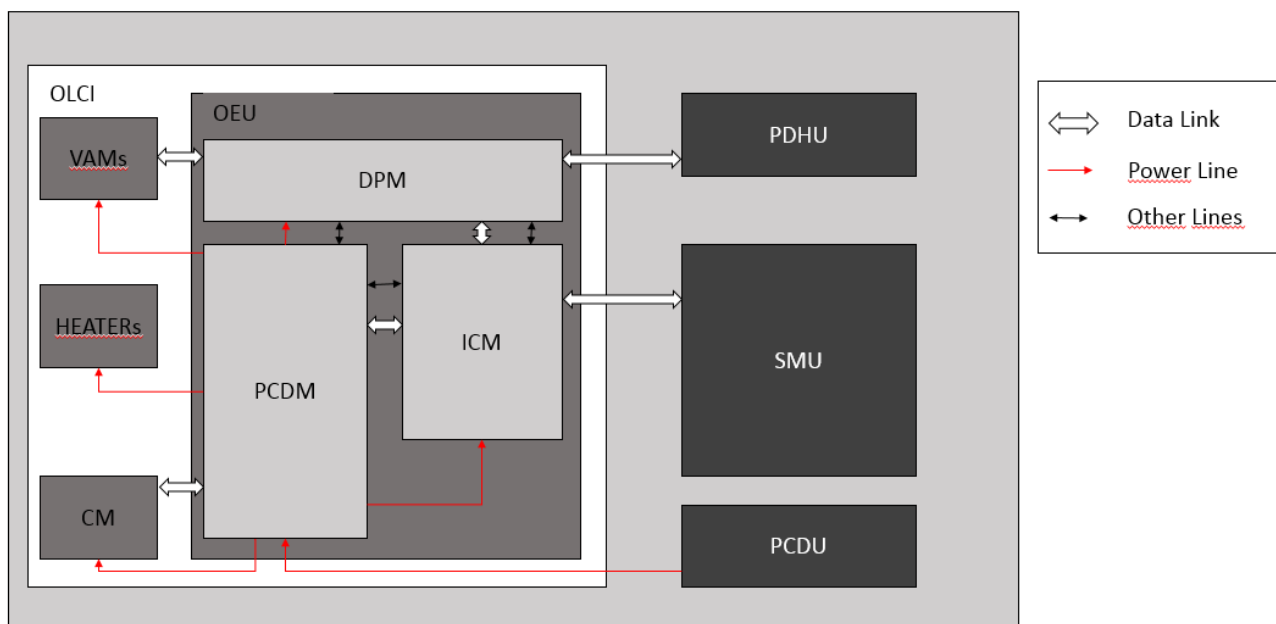 OLCI
OEU
PDHU
VAMs
DPM
HEATERs
PCDM
ICM
SMU
CM
PCDU
Data Link
Power Line
Other Lines